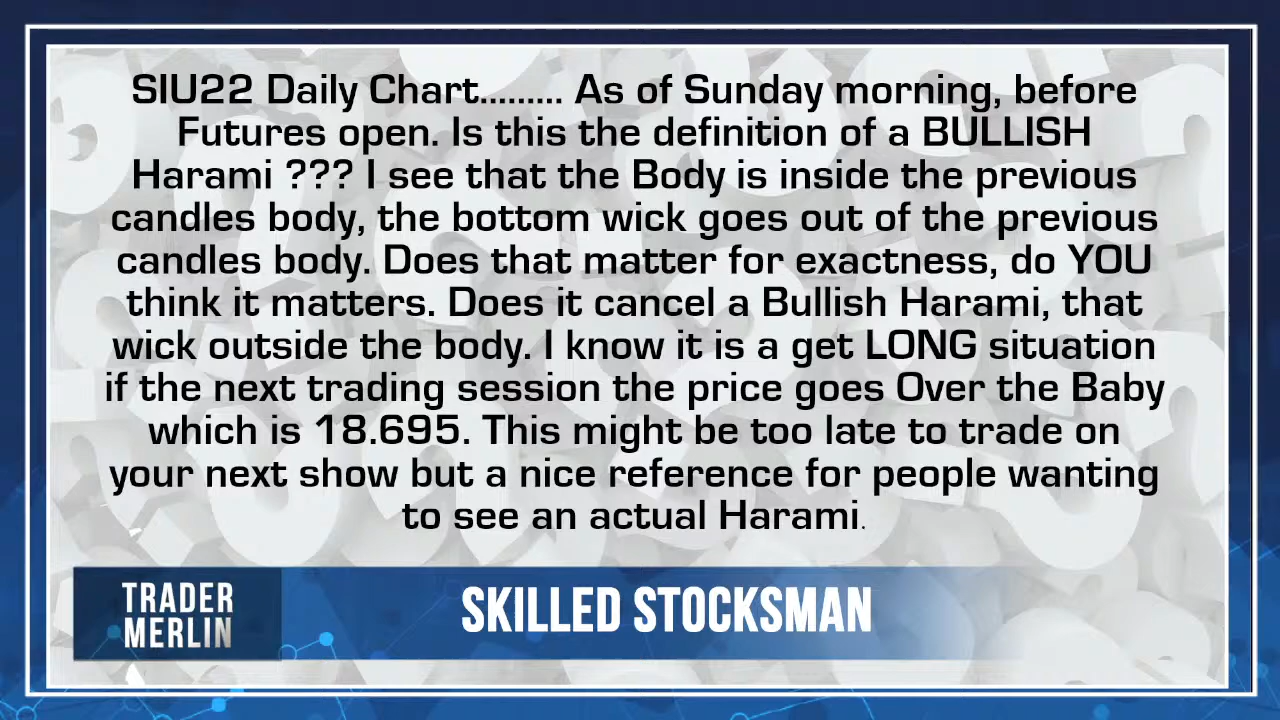 SIU22 Daily Chart......... As of Sunday morning, before
Futures open. Is this the definition of a BULLISH
Harami ??? I see that the Body is inside the previous
candles body, the bottom wick goes out of the previous
candles body. Does that matter for exactness, do YOU
think it matters. Does it cancel a Bullish Harami, that
wick outside the body. I know it is a get LONG situation
if the next trading session the price goes Over the Baby
which is 18.695. This might be too late to trade on
your next show but a nice reference for people wanting
to see an actual Harami.
TRADER
MERLIN
SKILLED STOCKSMAN